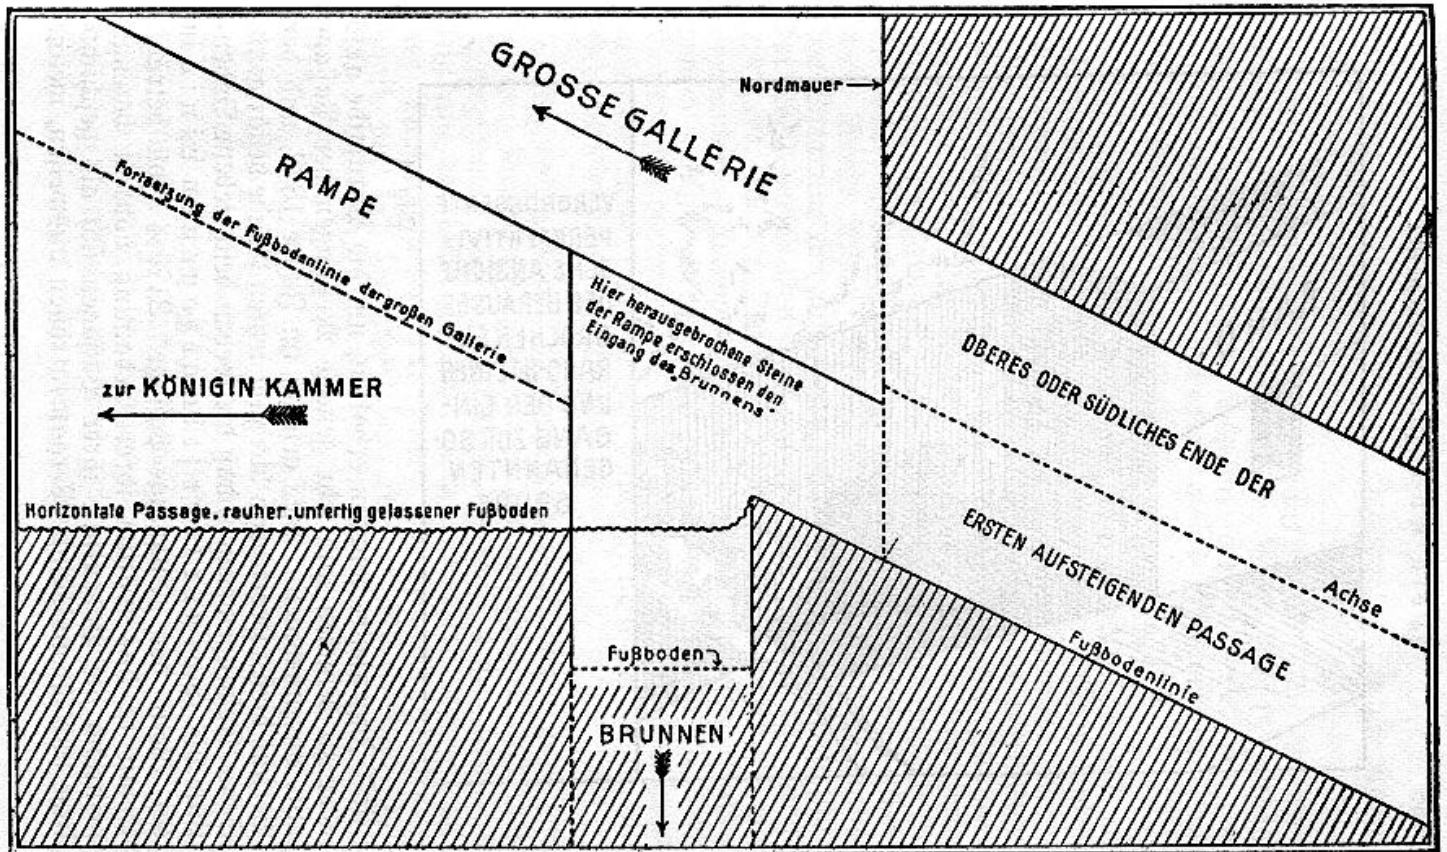 GROSSE GALLERIE
Nordmauer
RAMPE
Fortsetzung der Fußbodenlinie der großen Gallerie
Hier herausgebrochene Steine
der Rampe erschlossen den
Eingang des Brunnens.
zur KÖNIGIN KAMMER
OBERES ODER SÜDLICHES ENDE DER
ERSTEN AUFSTEIGENDEN PASSAGE
Achse
Horizontale Passage, rauher, unfertig gelassener Fußboden
Fußboden
Fußbodenlinie
BRUNNEN